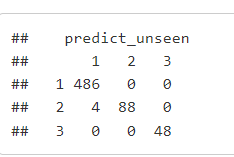 ##    predict_unseen
##       1   2   3
##   1 486   0   0
##   2   4  88   0
##   3   0   0  48